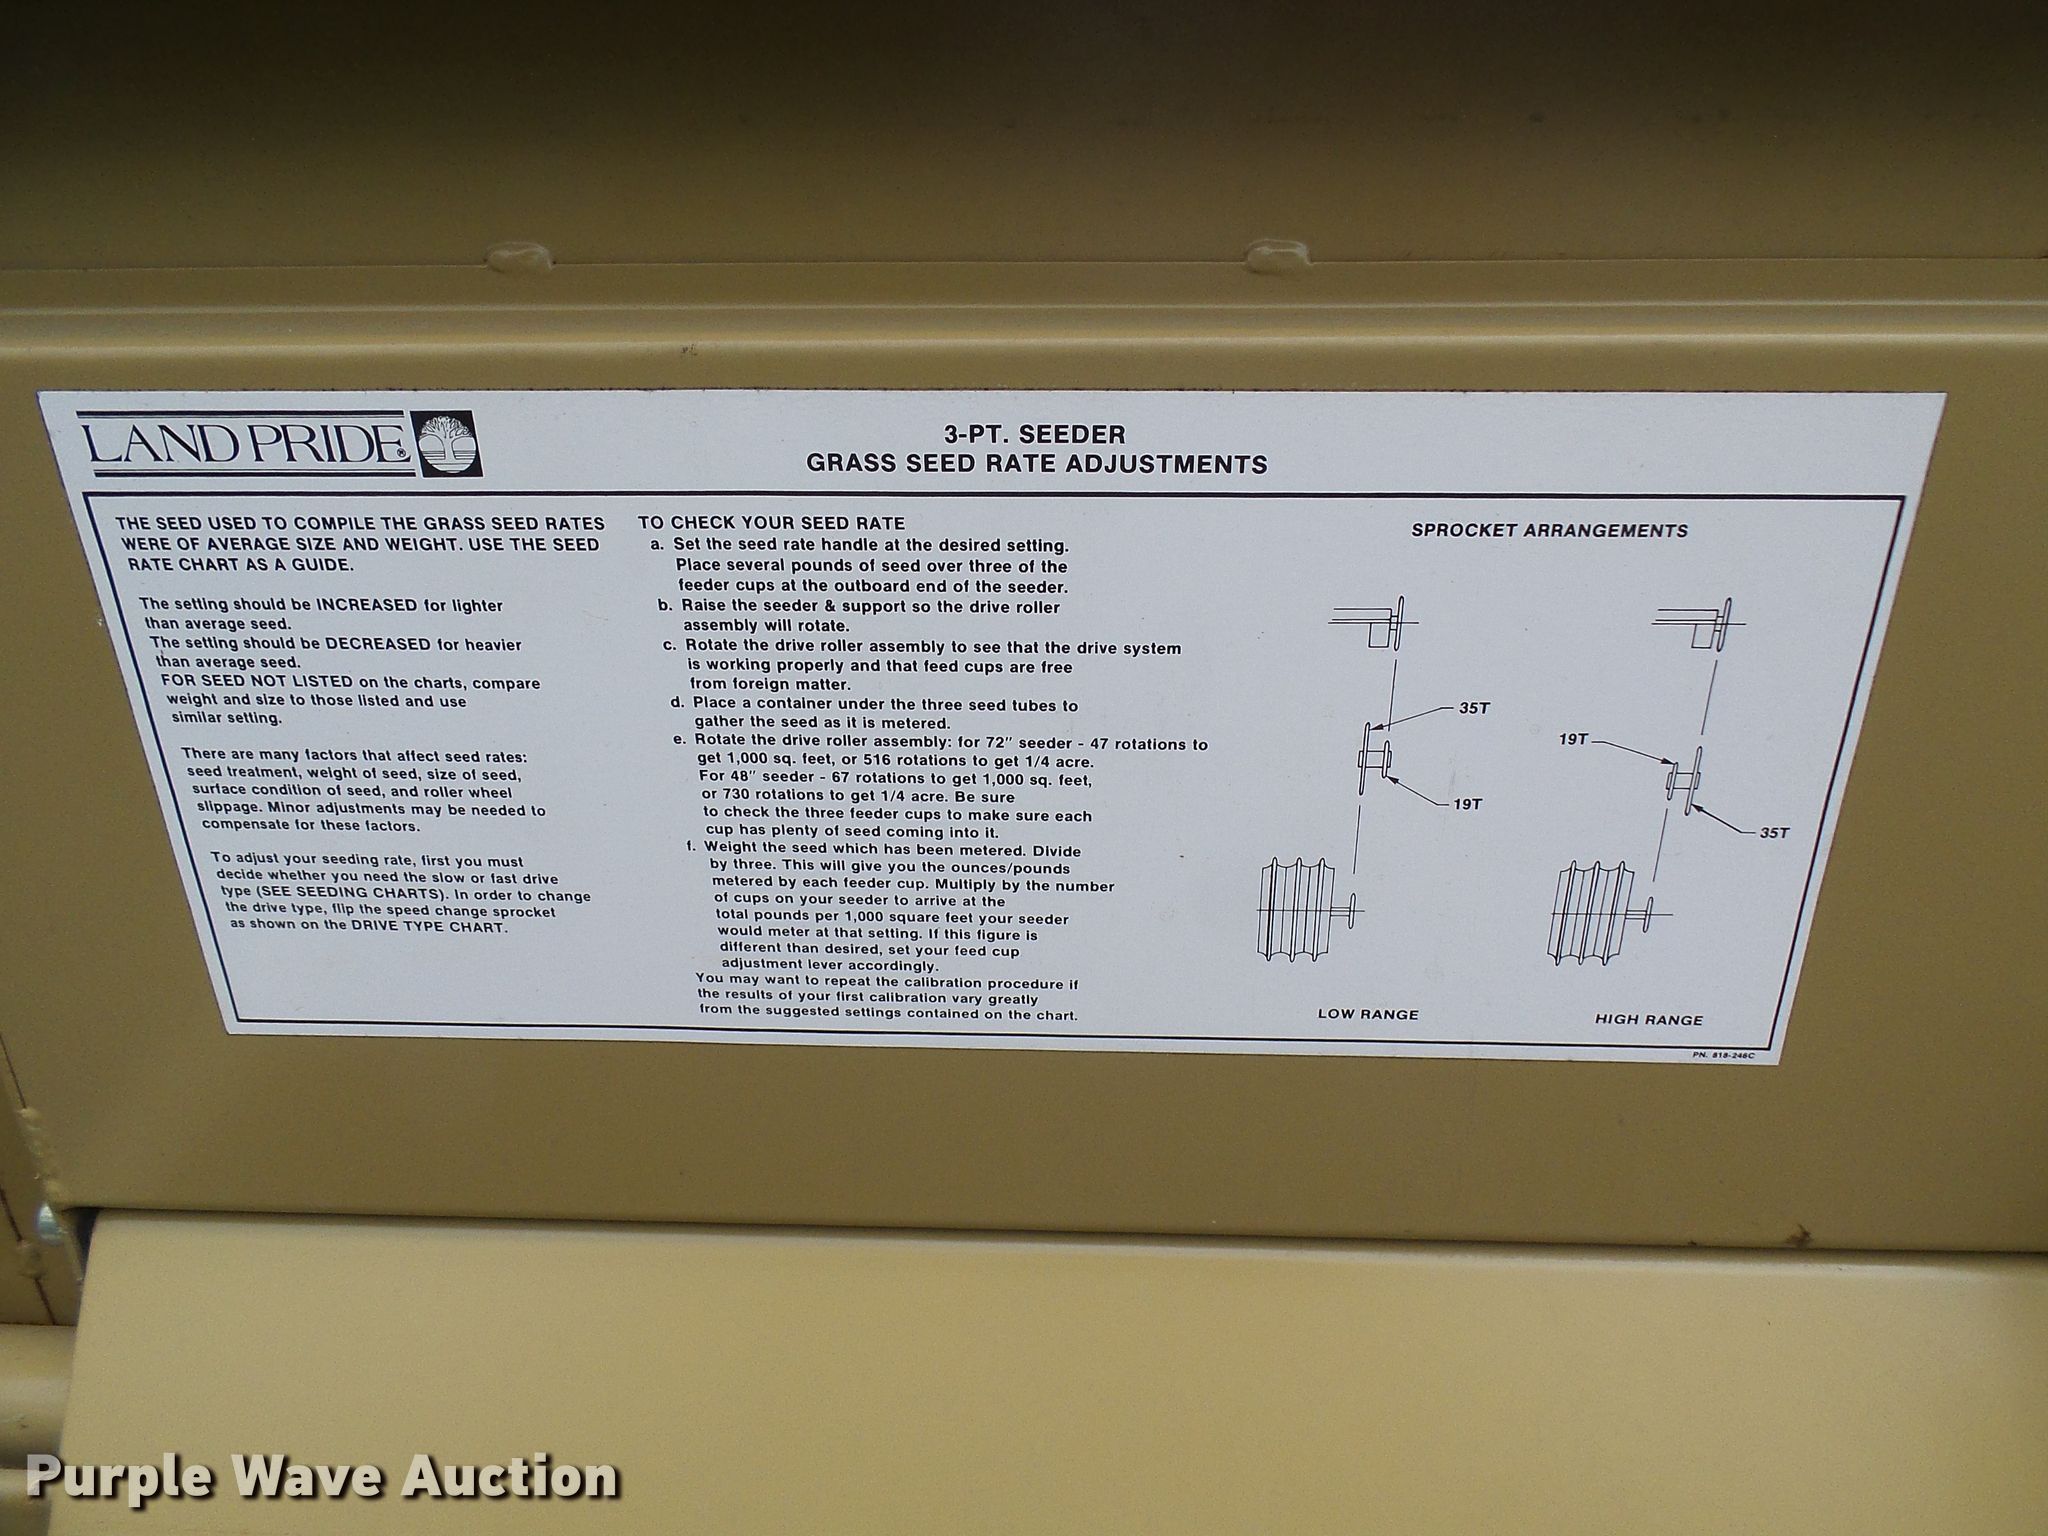 LAND PRIDE®
3-PT. SEEDER
GRASS SEED RATE ADJUSTMENTS
THE SEED USED TO COMPILE THE GRASS SEED RATES
WERE OF AVERAGE SIZE AND WEIGHT. USE THE SEED
RATE CHART AS A GUIDE.
The setting should be INCREASED for lighter
than average seed.
The setting should be DECREASED for heavier
than average seed.
FOR SEED NOT LISTED on the charts, compare
weight and size to those listed and use
similar setting.
There are many factors that affect seed rates:
seed treatment, weight of seed, size of seed,
surface condition of seed, and roller wheel
slippage. Minor adjustments may be needed to
compensate for these factors.
To adjust your seeding rate, first you must
decide whether you need the slow or fast drive
type (SEE SEEDING CHARTS). In order to change
the drive type, flip the speed change sprocket
as shown on the DRIVE TYPE CHART.
TO CHECK YOUR SEED RATE
a. Set the seed rate handle at the desired setting.
Place several pounds of seed over three of the
feeder cups at the outboard end of the seeder.
b. Raise the seeder & support so the drive roller
assembly will rotate.
c. Rotate the drive roller assembly to see that the drive system
is working properly and that feed cups are free
from foreign matter.
d. Place a container under the three seed tubes to
gather the seed as it is metered.
e. Rotate the drive roller assembly: for 72" seeder - 47 rotations to
get 1,000 sq. feet, or 516 rotations to get 1/4 acre.
For 48" seeder - 67 rotations to get 1,000 sq. feet,
or 730 rotations to get 1/4 acre. Be sure
to check the three feeder cups to make sure each
cup has plenty of seed coming into it.
f. Weight the seed which has been metered. Divide
by three. This will give you the ounces/pounds
metered by each feeder cup. Multiply by the number
of cups on your seeder to arrive at the
total pounds per 1,000 square feet your seeder
would meter at that setting. If this figure is
different than desired, set your feed cup
adjustment lever accordingly.
You may want to repeat the calibration procedure if
the results of your first calibration vary greatly
from the suggested settings contained on the chart.
SPROCKET ARRANGEMENTS
35T
19T
LOW RANGE
19T
35T
HIGH RANGE
PN. 818-246C
Purple Wave Auction